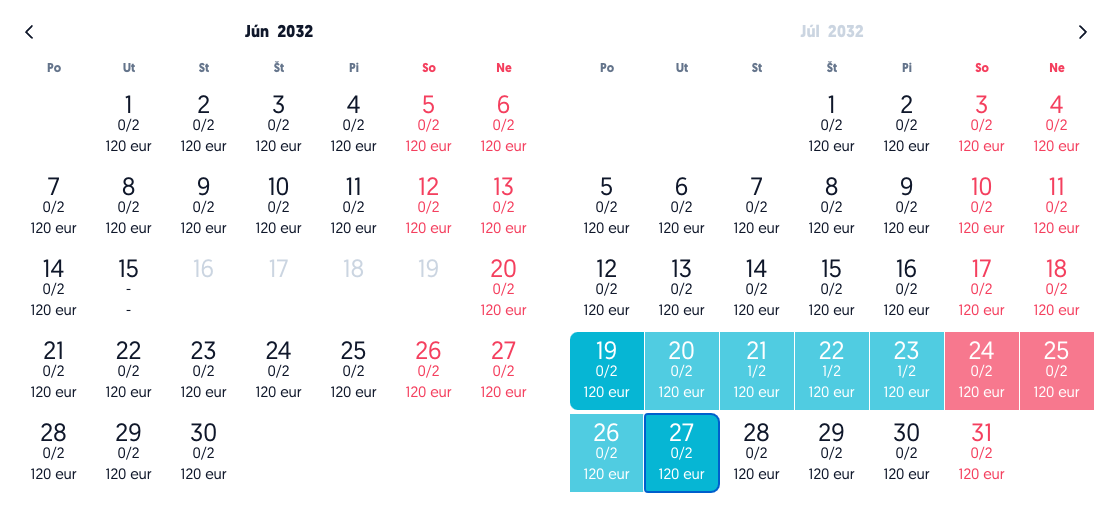 Jún 2032
Po Ut St Št Pi So Ne
1 2 3 4 5 6
0/2 0/2 0/2 0/2 0/2 0/2
120 eur 120 eur 120 eur 120 eur 120 eur 120 eur
7 8 9 10 11 12 13
0/2 0/2 0/2 0/2 0/2 0/2 0/2
120 eur 120 eur 120 eur 120 eur 120 eur 120 eur 120 eur
14 15 16 17 18 19 20
0/2 - 0/2
120 eur - 120 eur
21 22 23 24 25 26 27
0/2 0/2 0/2 0/2 0/2 0/2 0/2
120 eur 120 eur 120 eur 120 eur 120 eur 120 eur 120 eur
28 29 30
0/2 0/2 0/2
120 eur 120 eur 120 eur
Júl 2032
Po Ut St Št Pi So Ne
1 2 3 4
0/2 0/2 0/2 0/2
120 eur 120 eur 120 eur 120 eur
5 6 7 8 9 10 11
0/2 0/2 0/2 0/2 0/2 0/2 0/2
120 eur 120 eur 120 eur 120 eur 120 eur 120 eur 120 eur
12 13 14 15 16 17 18
0/2 0/2 0/2 0/2 0/2 0/2 0/2
120 eur 120 eur 120 eur 120 eur 120 eur 120 eur 120 eur
19 20 21 22 23 24 25
0/2 0/2 1/2 1/2 1/2 0/2 0/2
120 eur 120 eur 120 eur 120 eur 120 eur 120 eur 120 eur
26 27 28 29 30 31
0/2 0/2 0/2 0/2 0/2 0/2
120 eur 120 eur 120 eur 120 eur 120 eur 120 eur